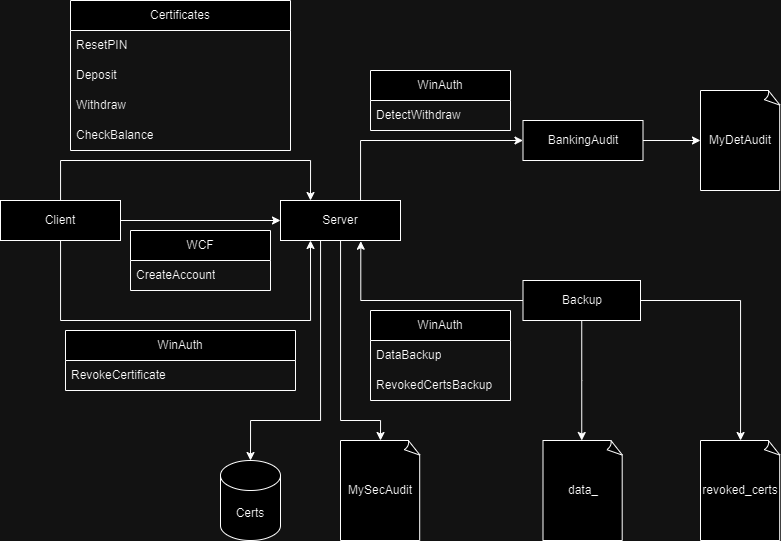 Certificates
ResetPIN
Deposit
Withdraw
CheckBalance
WinAuth
DetectWithdraw
BankingAudit
MyDetAudit
Client
Server
WCF
CreateAccount
Backup
WinAuth
RevokeCertificate
WinAuth
DataBackup
RevokedCertsBackup
Certs
MySecAudit
data_
revoked_certs